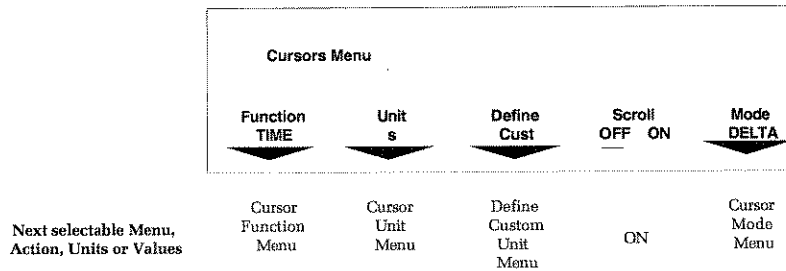 Cursors Menu
Function Unit Define Scroll Mode
TIME s Cust OFF ON DELTA
Cursor Cursor Define Cursor
Next selectable Menu, Function Unit Custom ON Mode
Action, Units or Values Menu Menu Unit Menu
Menu